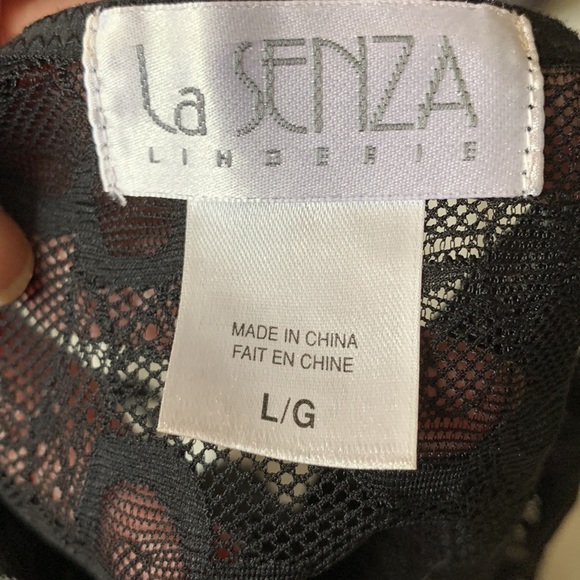 La SENZA
LINGERIE
MADE IN CHINA
FAIT EN CHINE
L/G